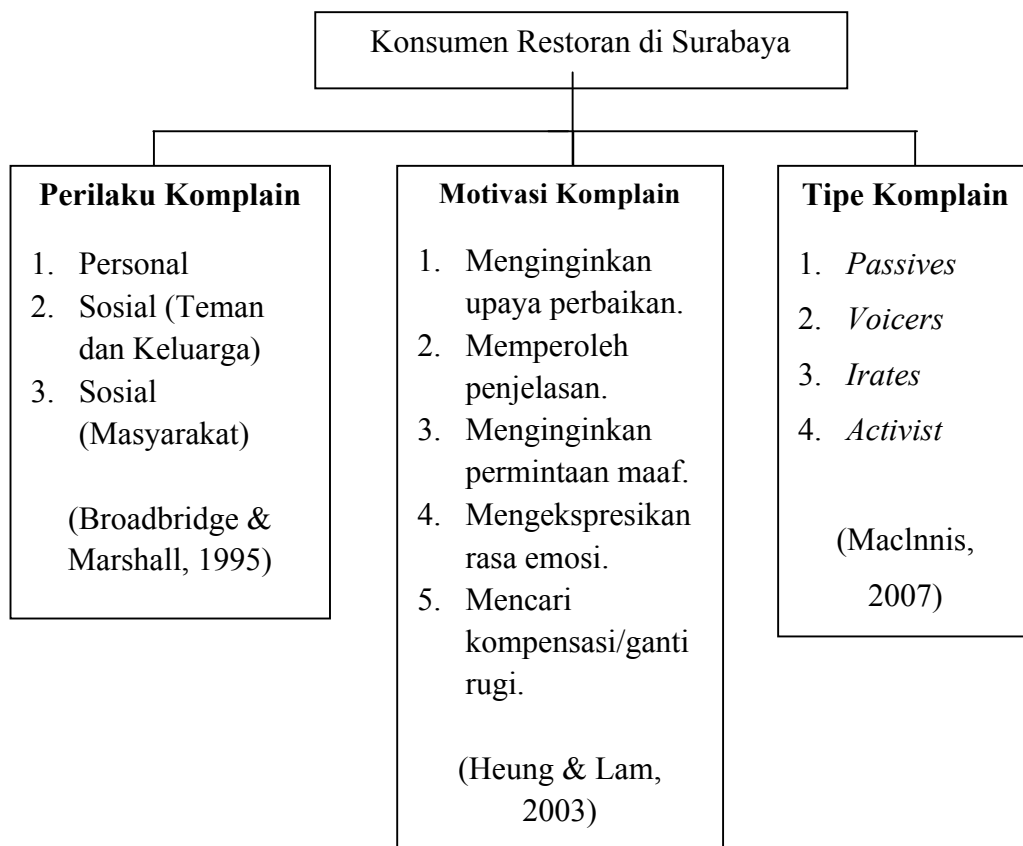 Konsumen Restoran di Surabaya
Perilaku Komplain
1. Personal
2. Sosial (Teman
dan Keluarga)
3. Sosial
(Masyarakat)
(Broadbridge &
Marshall, 1995)
Motivasi Komplain
1. Menginginkan
upaya perbaikan.
2. Memperoleh
penjelasan.
3. Menginginkan
permintaan maaf.
4. Mengekspresikan
rasa emosi.
5. Mencari
kompensasi/ganti
rugi.
(Heung & Lam,
2003)
Tipe Komplain
1. Passives
2. Voicers
3. Irates
4. Activist
(Maclnnis,
2007)